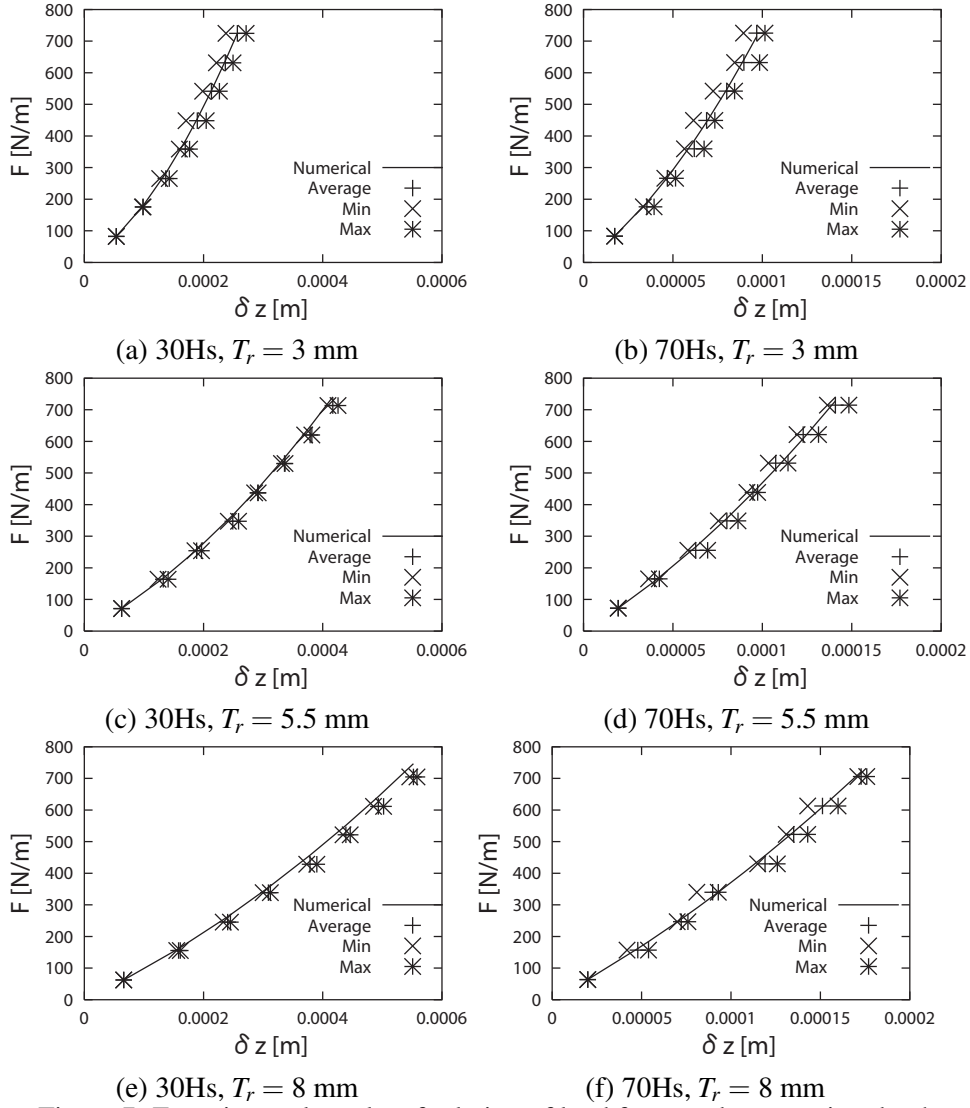 800
700
600
500
400
300
200
100
0
F [N/m]
Numerical
Average
Min
Max
0 0.0002 0.0004 0.0006
δ z [m]
(a) 30Hs, T_r = 3 mm
800
700
600
500
400
300
200
100
0
F [N/m]
Numerical
Average
Min
Max
0 0.00005 0.0001 0.00015 0.0002
δ z [m]
(b) 70Hs, T_r = 3 mm
800
700
600
500
400
300
200
100
0
F [N/m]
Numerical
Average
Min
Max
0 0.0002 0.0004 0.0006
δ z [m]
(c) 30Hs, T_r = 5.5 mm
800
700
600
500
400
300
200
100
0
F [N/m]
Numerical
Average
Min
Max
0 0.00005 0.0001 0.00015 0.0002
δ z [m]
(d) 70Hs, T_r = 5.5 mm
800
700
600
500
400
300
200
100
0
F [N/m]
Numerical
Average
Min
Max
0 0.0002 0.0004 0.0006
δ z [m]
(e) 30Hs, T_r = 8 mm
800
700
600
500
400
300
200
100
0
F [N/m]
Numerical
Average
Min
Max
0 0.00005 0.0001 0.00015 0.0002
δ z [m]
(f) 70Hs, T_r = 8 mm